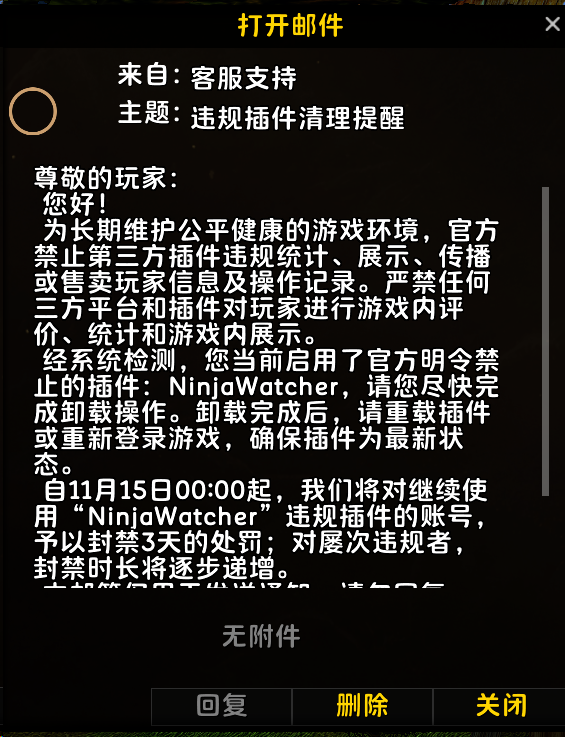 打开邮件
来自：客服支持
主题：违规插件清理提醒
尊敬的玩家：
您好！
为长期维护公平健康的游戏环境，官方
禁止第三方插件违规统计、展示、传播
或售卖玩家信息及操作记录。严禁任何
三方平台和插件对玩家进行游戏内评
价、统计和游戏内展示。
经系统检测，您当前启用了官方明令禁
止的插件：NinjaWatcher，请您尽快完
成卸载操作。卸载完成后，请重载插件
或重新登录游戏，确保插件为最新状
态。
自11月15日00:00起，我们将对继续使
用“NinjaWatcher”违规插件的账号，
予以封禁3天的处罚；对屡次违规者，
封禁时长将逐步递增。
无附件
回复
删除
关闭